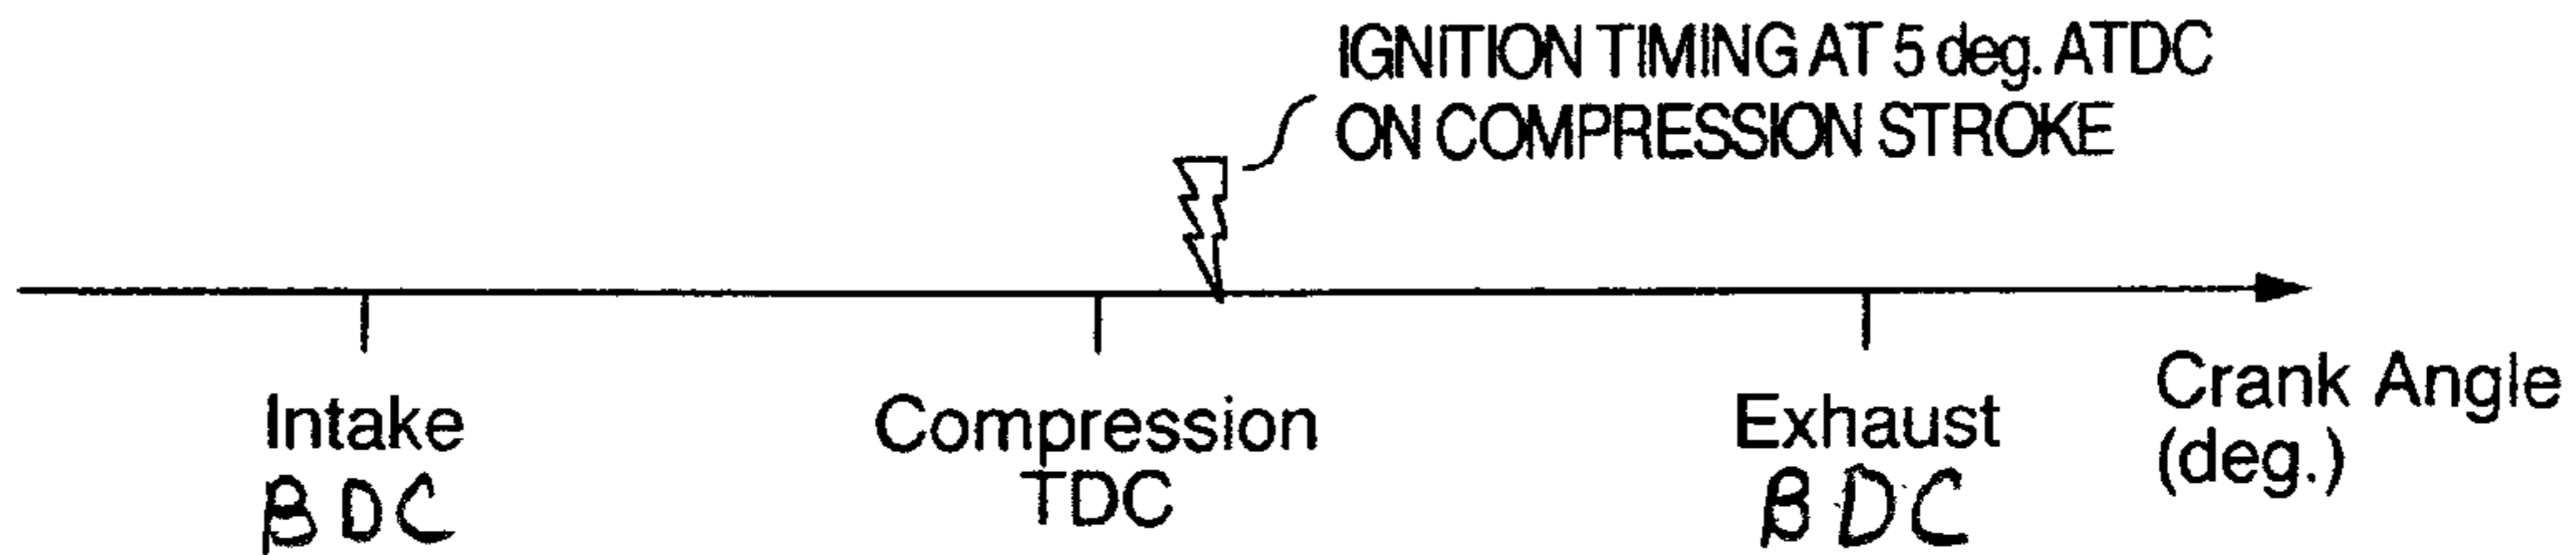 IGNITION TIMING AT 5 deg. ATDC
ON COMPRESSION STROKE
Intake
BDC
Compression
TDC
Exhaust
BDC
Crank Angle
(deg.)